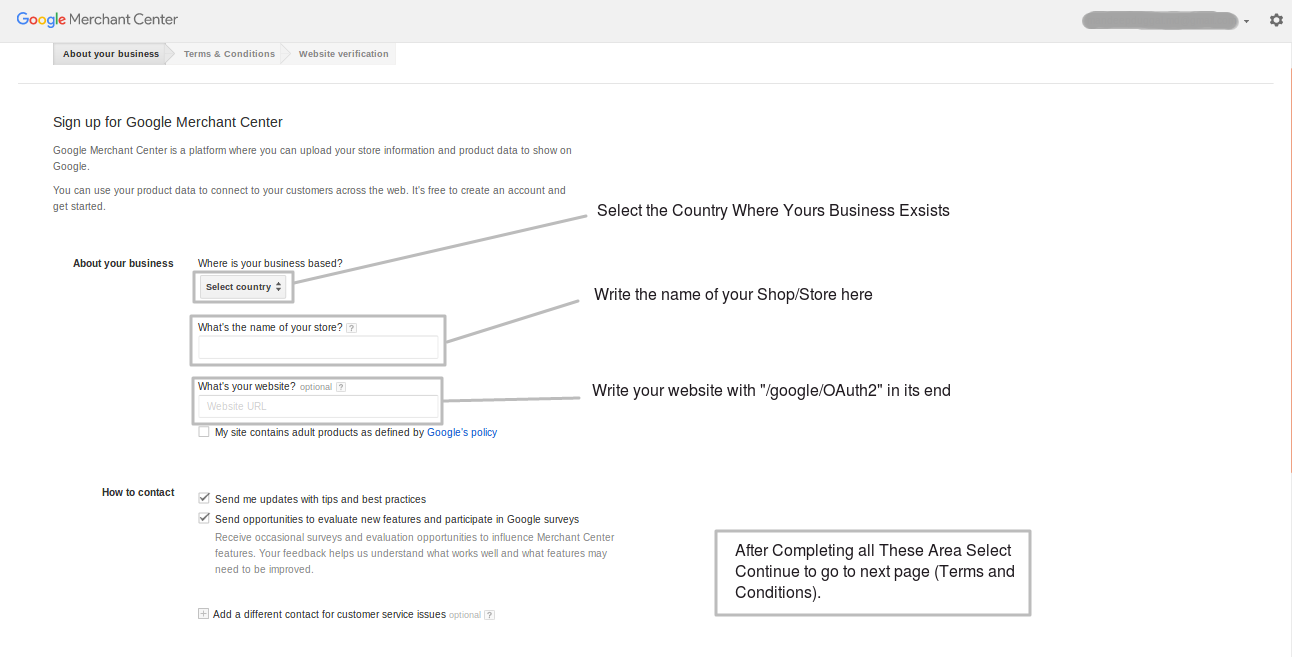 Google Merchant Center
About your business
Terms & Conditions
Website verification
Sign up for Google Merchant Center
Google Merchant Center is a platform where you can upload your store information and product data to show on
Google.
You can use your product data to connect to your customers across the web. It's free to create an account and
get started.
Select the Country Where Yours Business Exsists
About your business
Where is your business based?
Select country
Write the name of your Shop/Store here
What's the name of your store? ?
Write your website with "/google/OAuth2" in its end
What's your website? optional ?
Website URL
My site contains adult products as defined by Google's policy
How to contact
Send me updates with tips and best practices
Send opportunities to evaluate new features and participate in Google surveys
Receive occasional surveys and evaluation opportunities to influence Merchant Center
features. Your feedback helps us understand what works well and what features may
need to be improved.
After Completing all These Area Select
Continue to go to next page (Terms and
Conditions).
Add a different contact for customer service issues optional ?